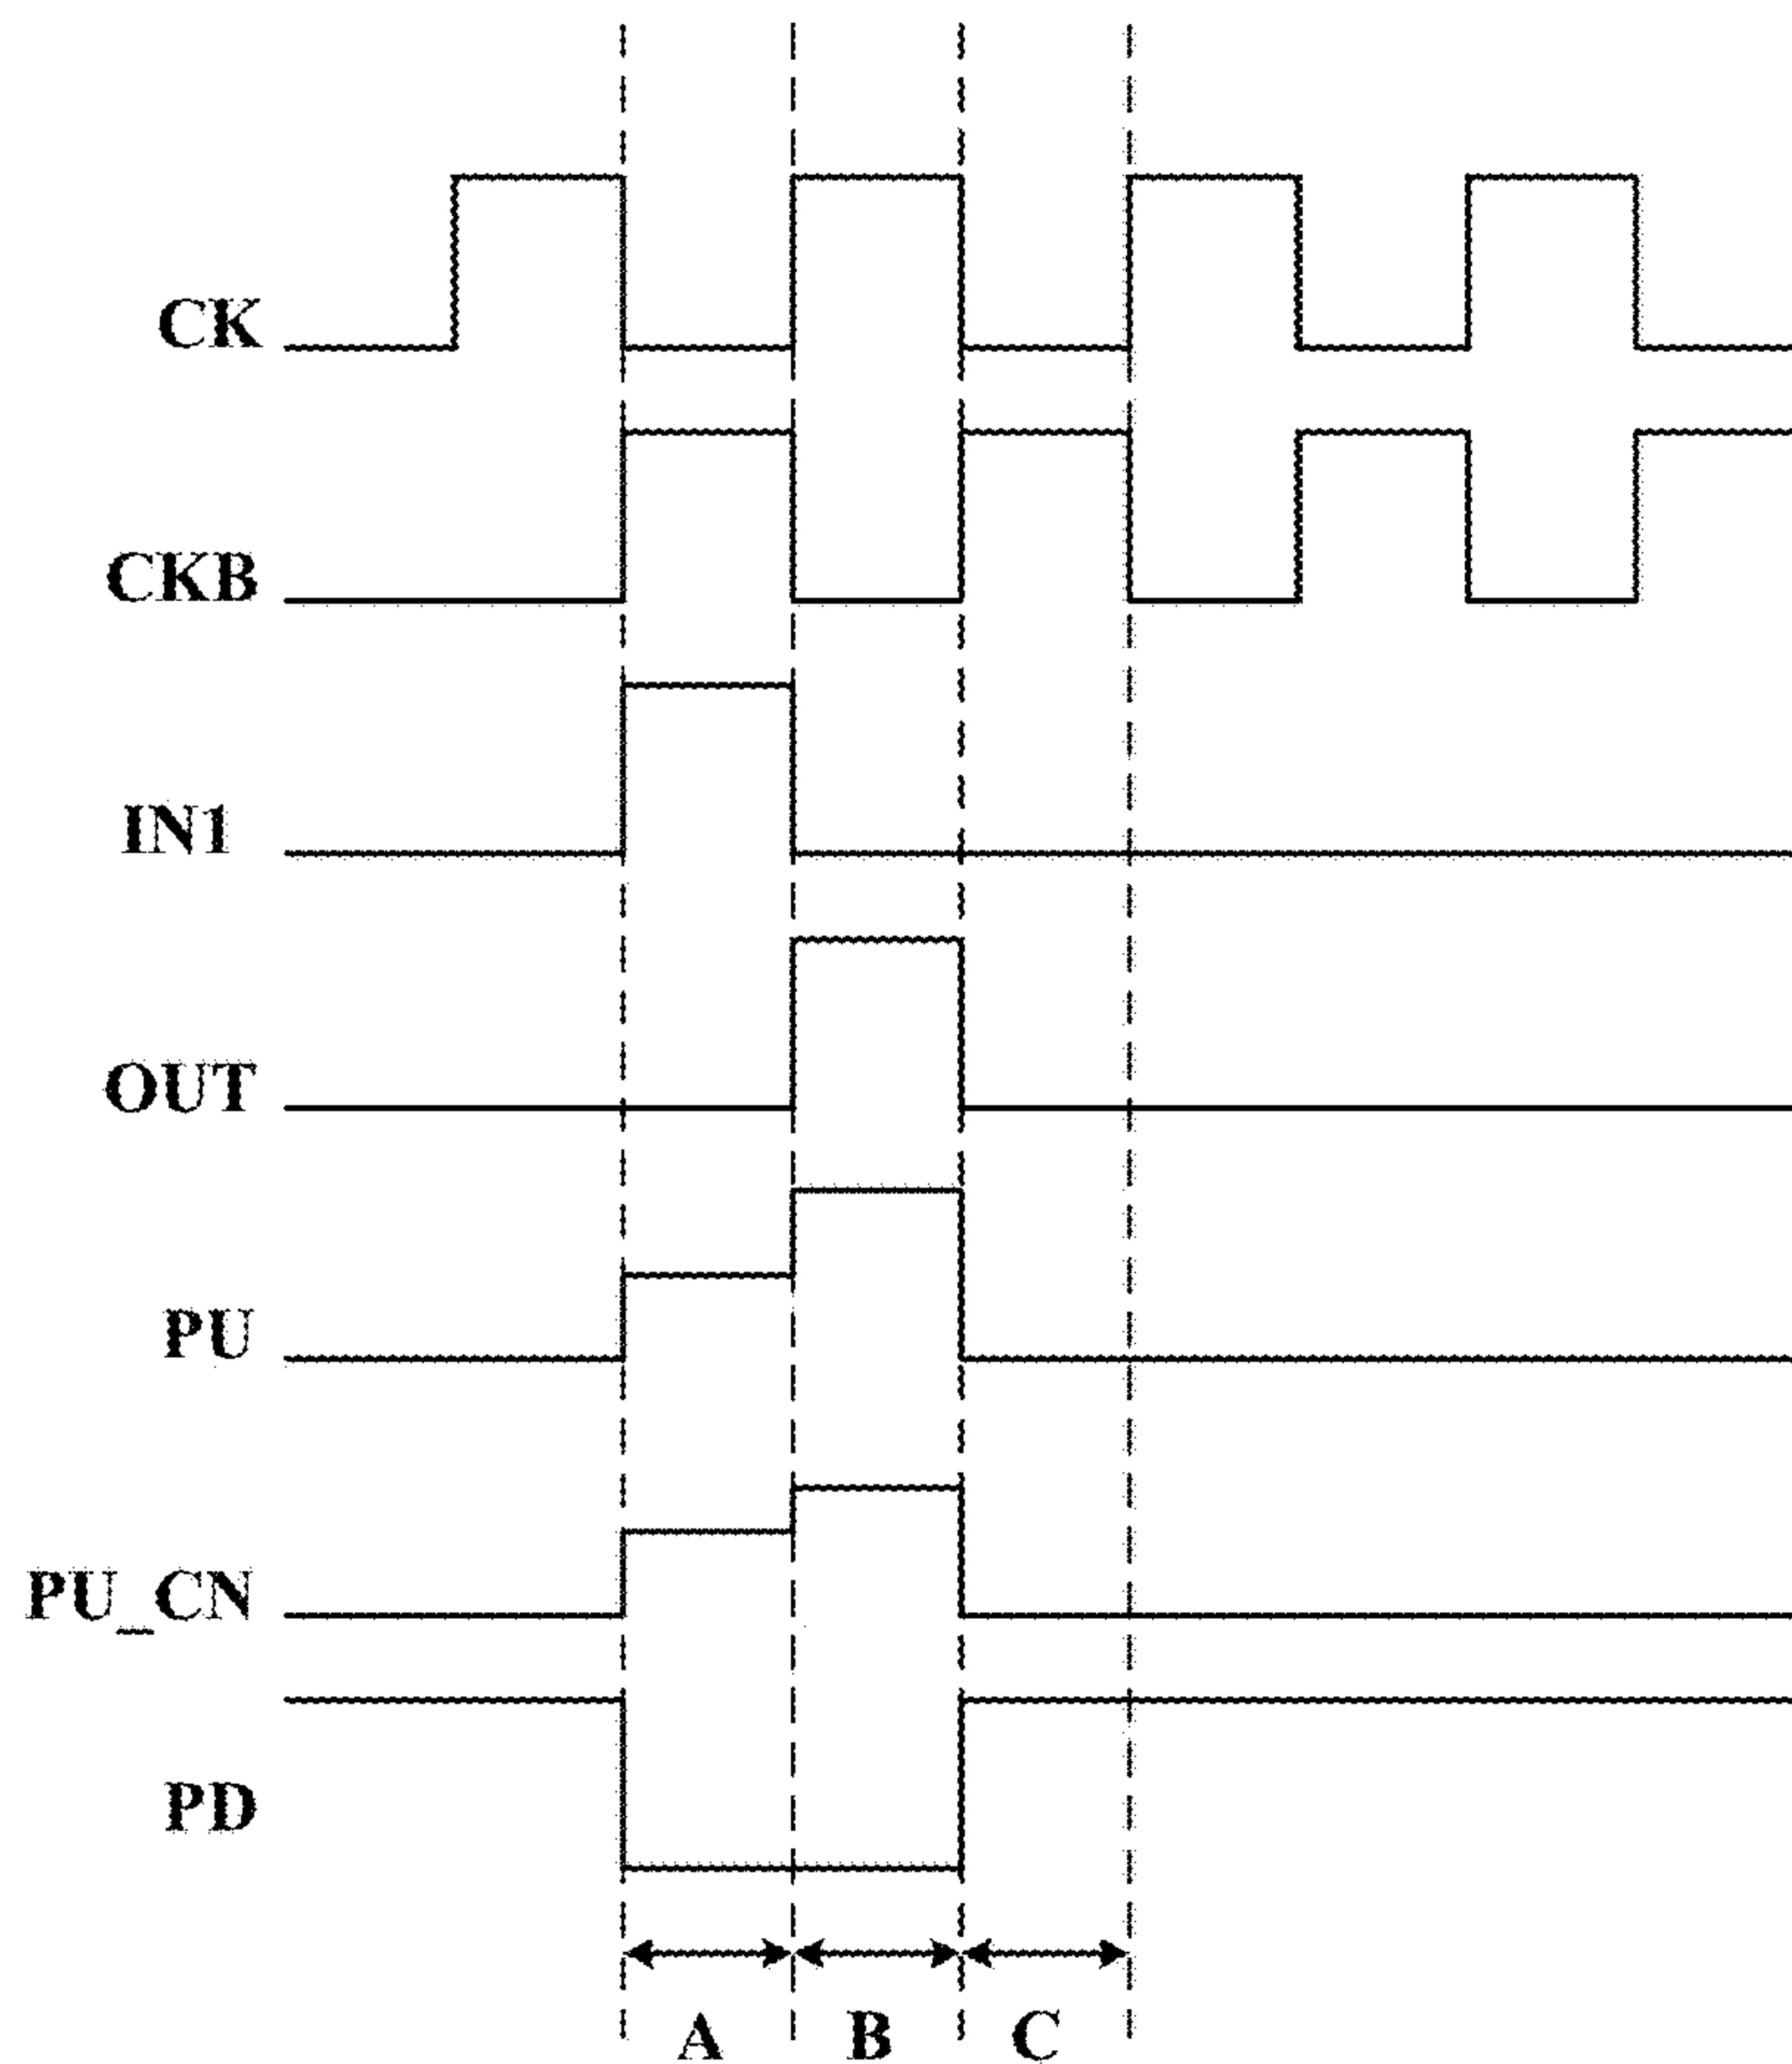 CK
CKB
IN1
OUT
PU
PU_CN
PD
A B C